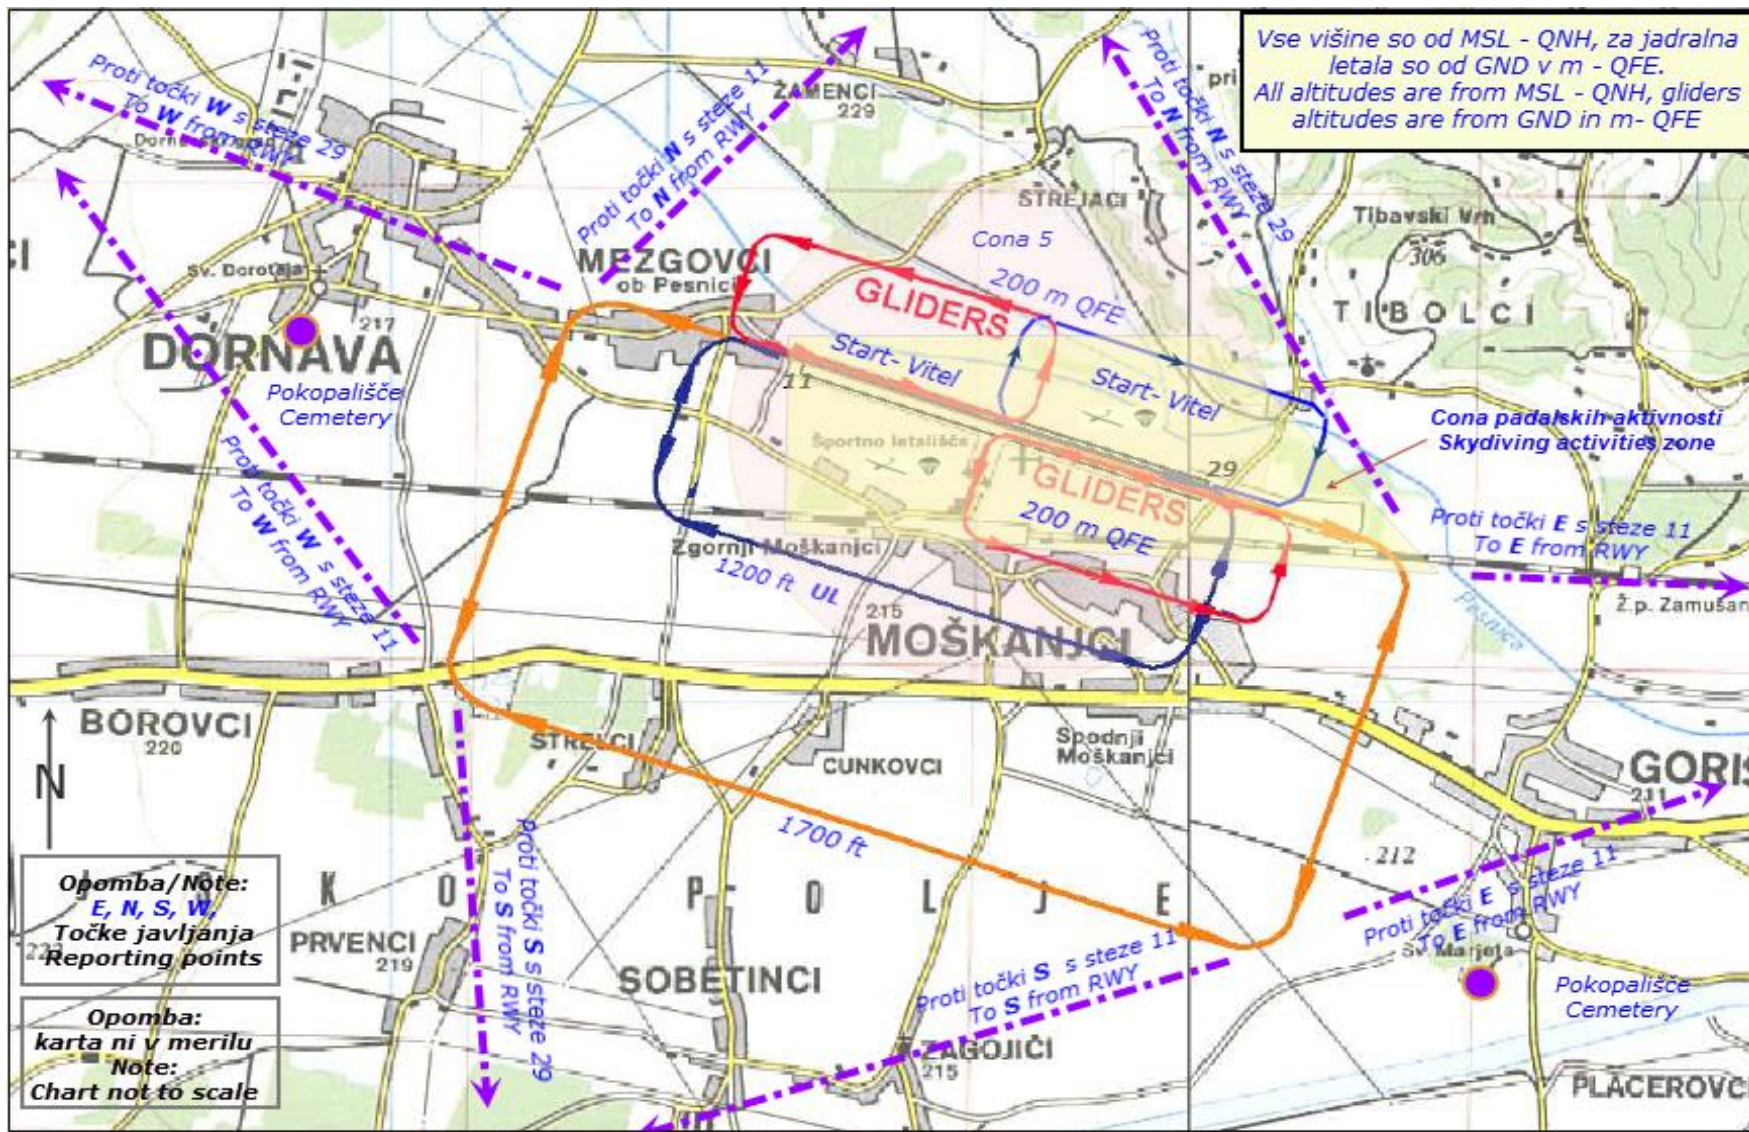 Vse višine so od MSL - QNH, za jadralna
letala so od GND v m - QFE.
All altitudes are from MSL - QNH, gliders
altitudes are from GND in m- QFE
Proti točki W s steze 29
To W from RWY
Proti točki N s steze 11
To N from RWY
Proti točki N s steze 29
To N from RWY
pri
ŽAMENCI
229
STREJACI
Tibavski Vrh
306
TIBOLCI
Cona 5
200 m QFE
GLIDERS
Start- Vitel
Start- Vitel
MEZGOVCI
ob Pesnici
CI
Sv. Doroteja
217
DORNAVA
Pokopališče
Cemetery
11
Športno letališče
29
Cona padalskih aktivnosti
Skydiving activities zone
GLIDERS
200 m QFE
Proti točki W s steze 11
To W from RWY
Proti točki E s steze 11
To E from RWY
Ž.p. Zamušan
Pesnica
Zgornji Moškanjci
1200 ft UL
215
MOŠKANJCI
BOROVCI
220
STRELCI
CUNKOVCI
Spodnji
Moškanjci
GORIŠ
211
1700 ft
N
212
Opomba/Note:
E, N, S, W,
Točke javljanja
Reporting points
K O P O L J E
Proti točki S s steze 29
To S from RWY
Proti točki S s steze 11
To S from RWY
Proti točki E s steze 11
To E from RWY
Sv. Marjeta
Pokopališče
Cemetery
PRVENCI
219
SOBETINCI
ZAGOJIČI
215
PLACEROVC
Opomba:
karta ni v merilu
Note:
Chart not to scale